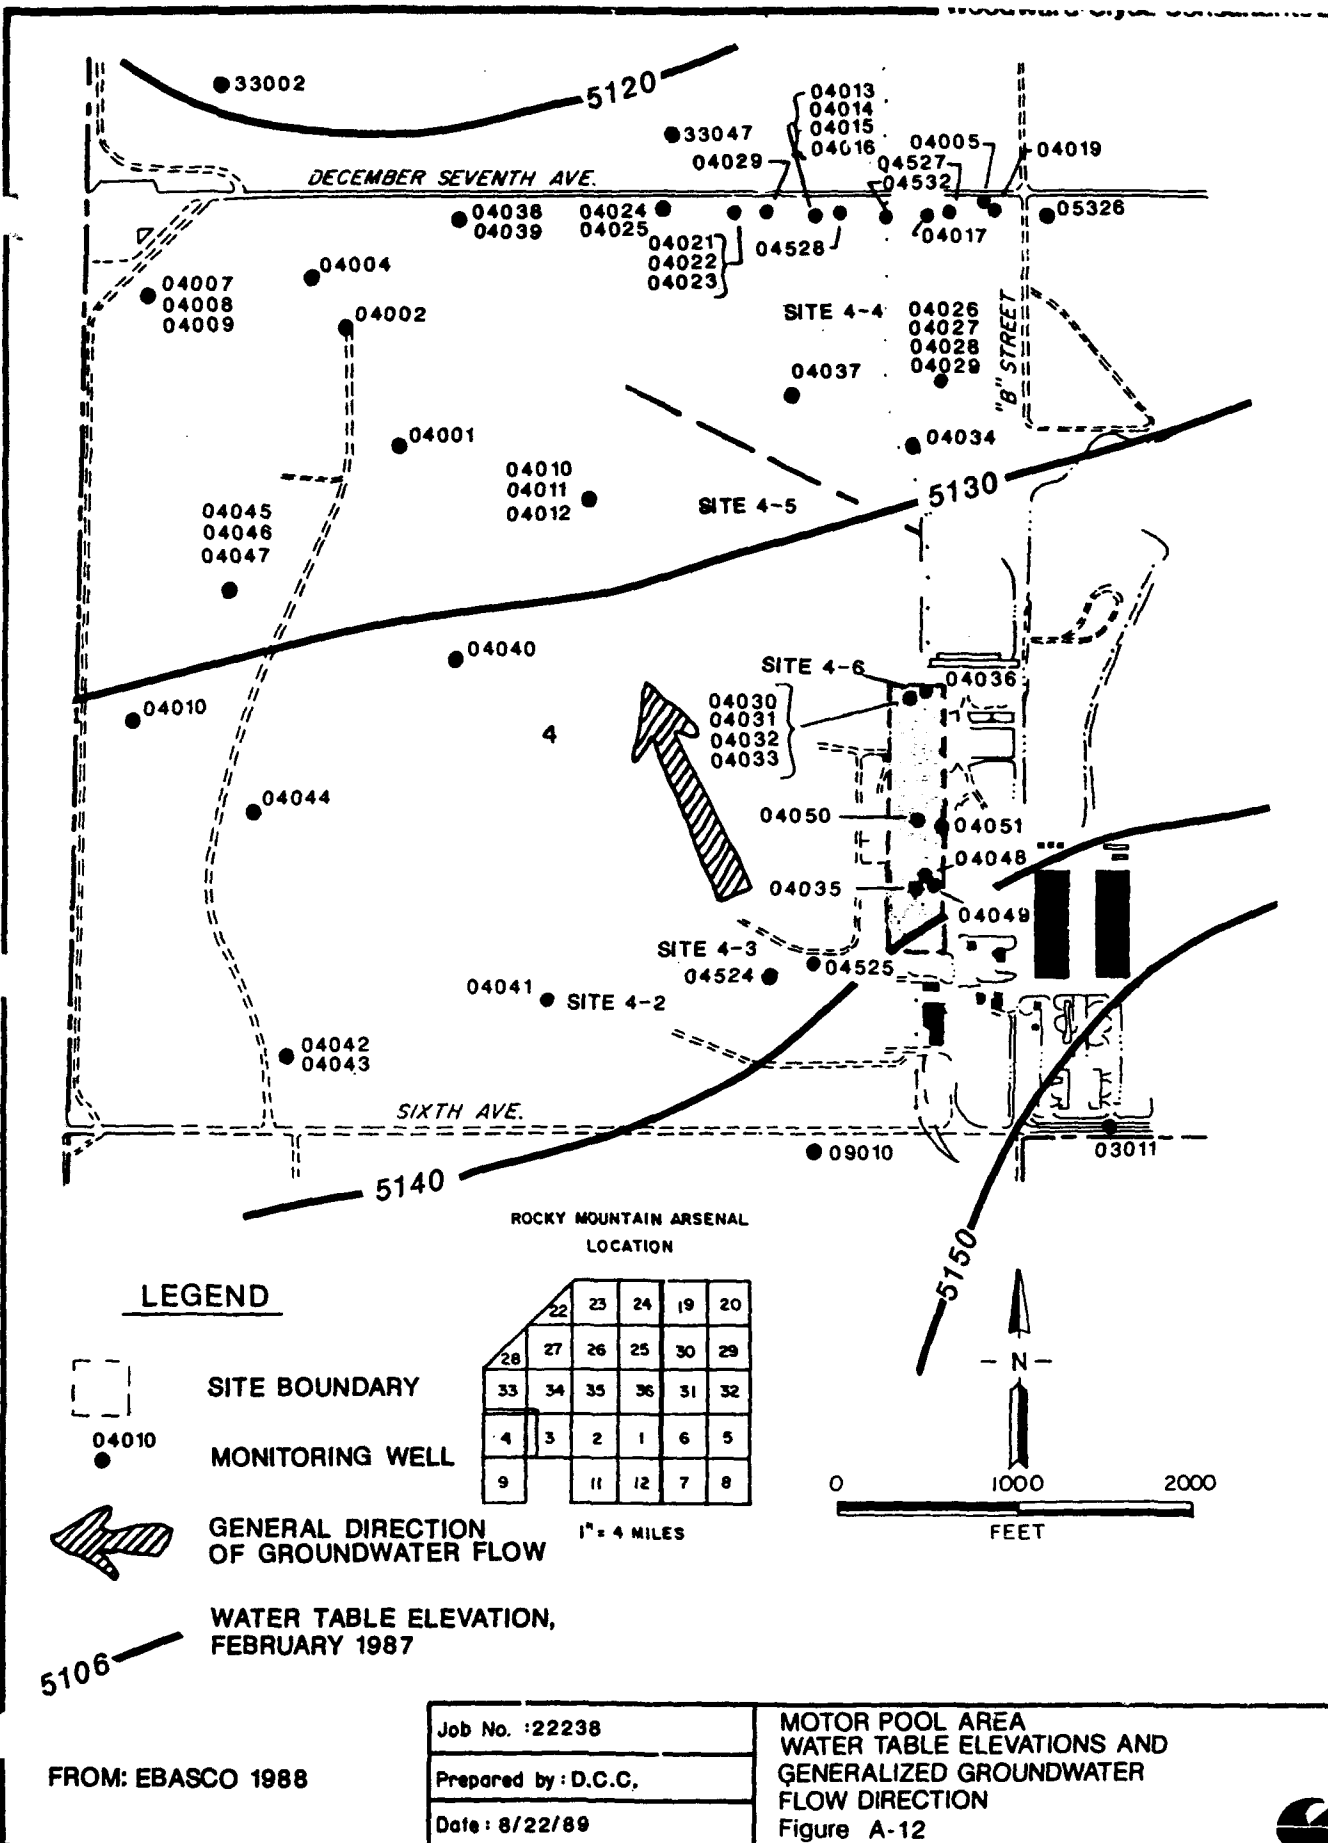 33002
5120
33047
04013
04014
04015
04016
04029
04005
04019
04527
04532
DECEMBER SEVENTH AVE.
04038
04039
04024
04025
04021
04022
04023
04528
04017
05326
04004
04007
04008
04009
04002
SITE 4-4
04026
04027
04028
04029
"B" STREET
04037
04001
04034
04010
04011
04012
SITE 4-5
5130
04045
04046
04047
04040
SITE 4-6
04036
04030
04031
04032
04033
04010
4
04044
04050
04051
04048
04035
04049
SITE 4-3
04524
04525
04041
SITE 4-2
04042
04043
SIXTH AVE.
09010
03011
5140
5150
ROCKY MOUNTAIN ARSENAL
LOCATION
22 23 24 19 20
28 27 26 25 30 29
33 34 35 36 31 32
4 3 2 1 6 5
9 11 12 7 8
1" = 4 MILES
N
0 1000 2000
FEET
LEGEND
SITE BOUNDARY
04010
MONITORING WELL
GENERAL DIRECTION
OF GROUNDWATER FLOW
WATER TABLE ELEVATION,
FEBRUARY 1987
5106
FROM: EBASCO 1988
Job No. : 22238
Prepared by : D.C.C.
Date : 8/22/89
MOTOR POOL AREA
WATER TABLE ELEVATIONS AND
GENERALIZED GROUNDWATER
FLOW DIRECTION
Figure A-12